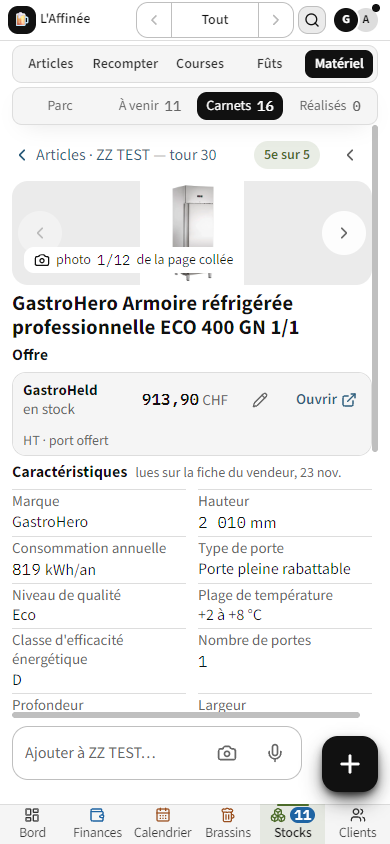 L'Affinée
Tout
G
A
Articles
Recompter
Courses
Fûts
Matériel
Parc
À venir 11
Carnets 16
Réalisés 0
Articles · ZZ TEST — tour 30
5e sur 5
photo 1/12 de la page collée
GastroHero Armoire réfrigérée
professionnelle ECO 400 GN 1/1
Offre
GastroHeld
en stock
913,90 CHF
Ouvrir
HT · port offert
Caractéristiques lues sur la fiche du vendeur, 23 nov.
Marque
GastroHero
Hauteur
2 010 mm
Consommation annuelle
819 kWh/an
Type de porte
Porte pleine rabattable
Niveau de qualité
Eco
Plage de température
+2 à +8 °C
Classe d'efficacité
énergétique
D
Nombre de portes
1
Profondeur
Largeur
Ajouter à ZZ TEST…
Bord
Finances
Calendrier
Brassins
11
Stocks
Clients